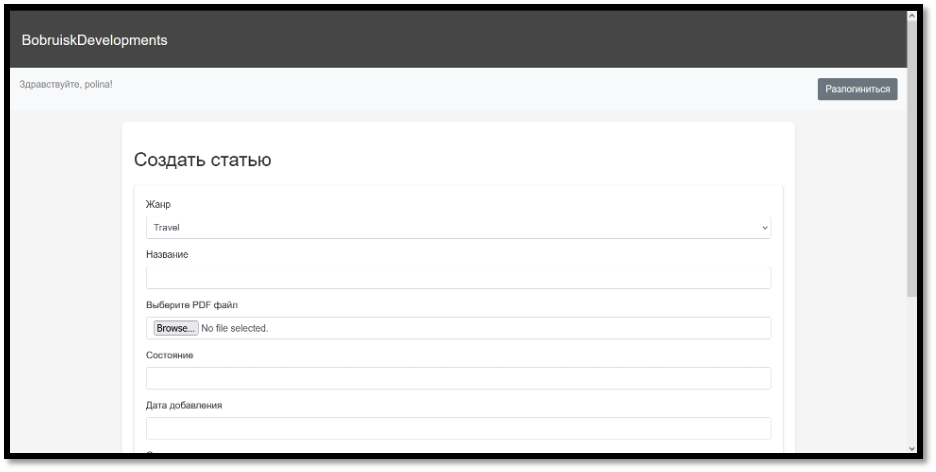 BobruiskDevelopments
Здравствуйте, polina!
Разлогиниться
Создать статью
Жанр
Travel
Название
Выберите PDF файл
Browse... No file selected.
Состояние
Дата добавления